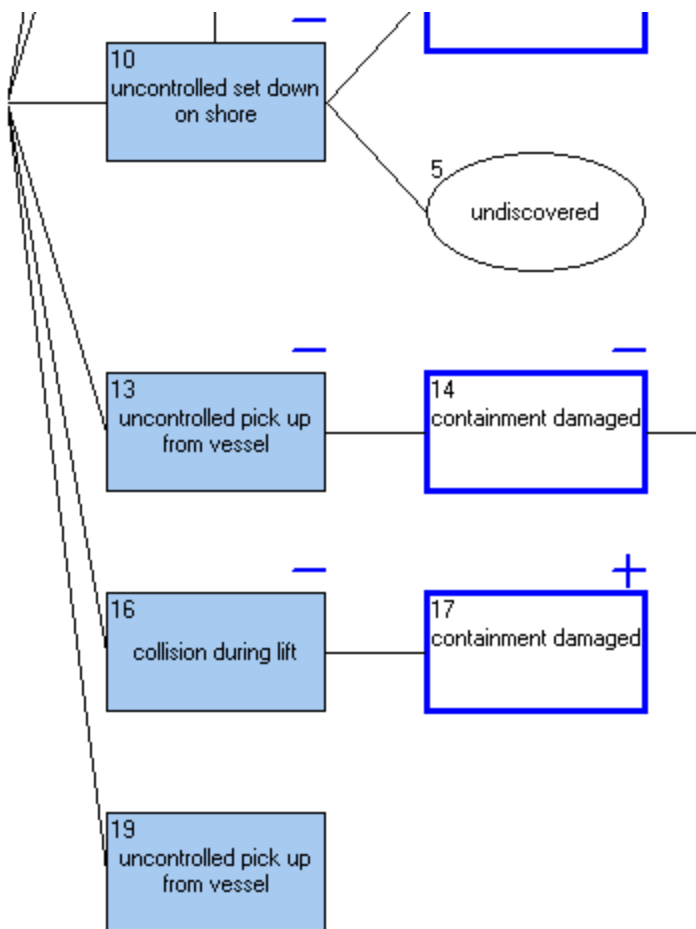 10
uncontrolled set down
on shore
5
undiscovered
13
uncontrolled pick up
from vessel
14
containment damaged
16
collision during lift
17
containment damaged
19
uncontrolled pick up
from vessel